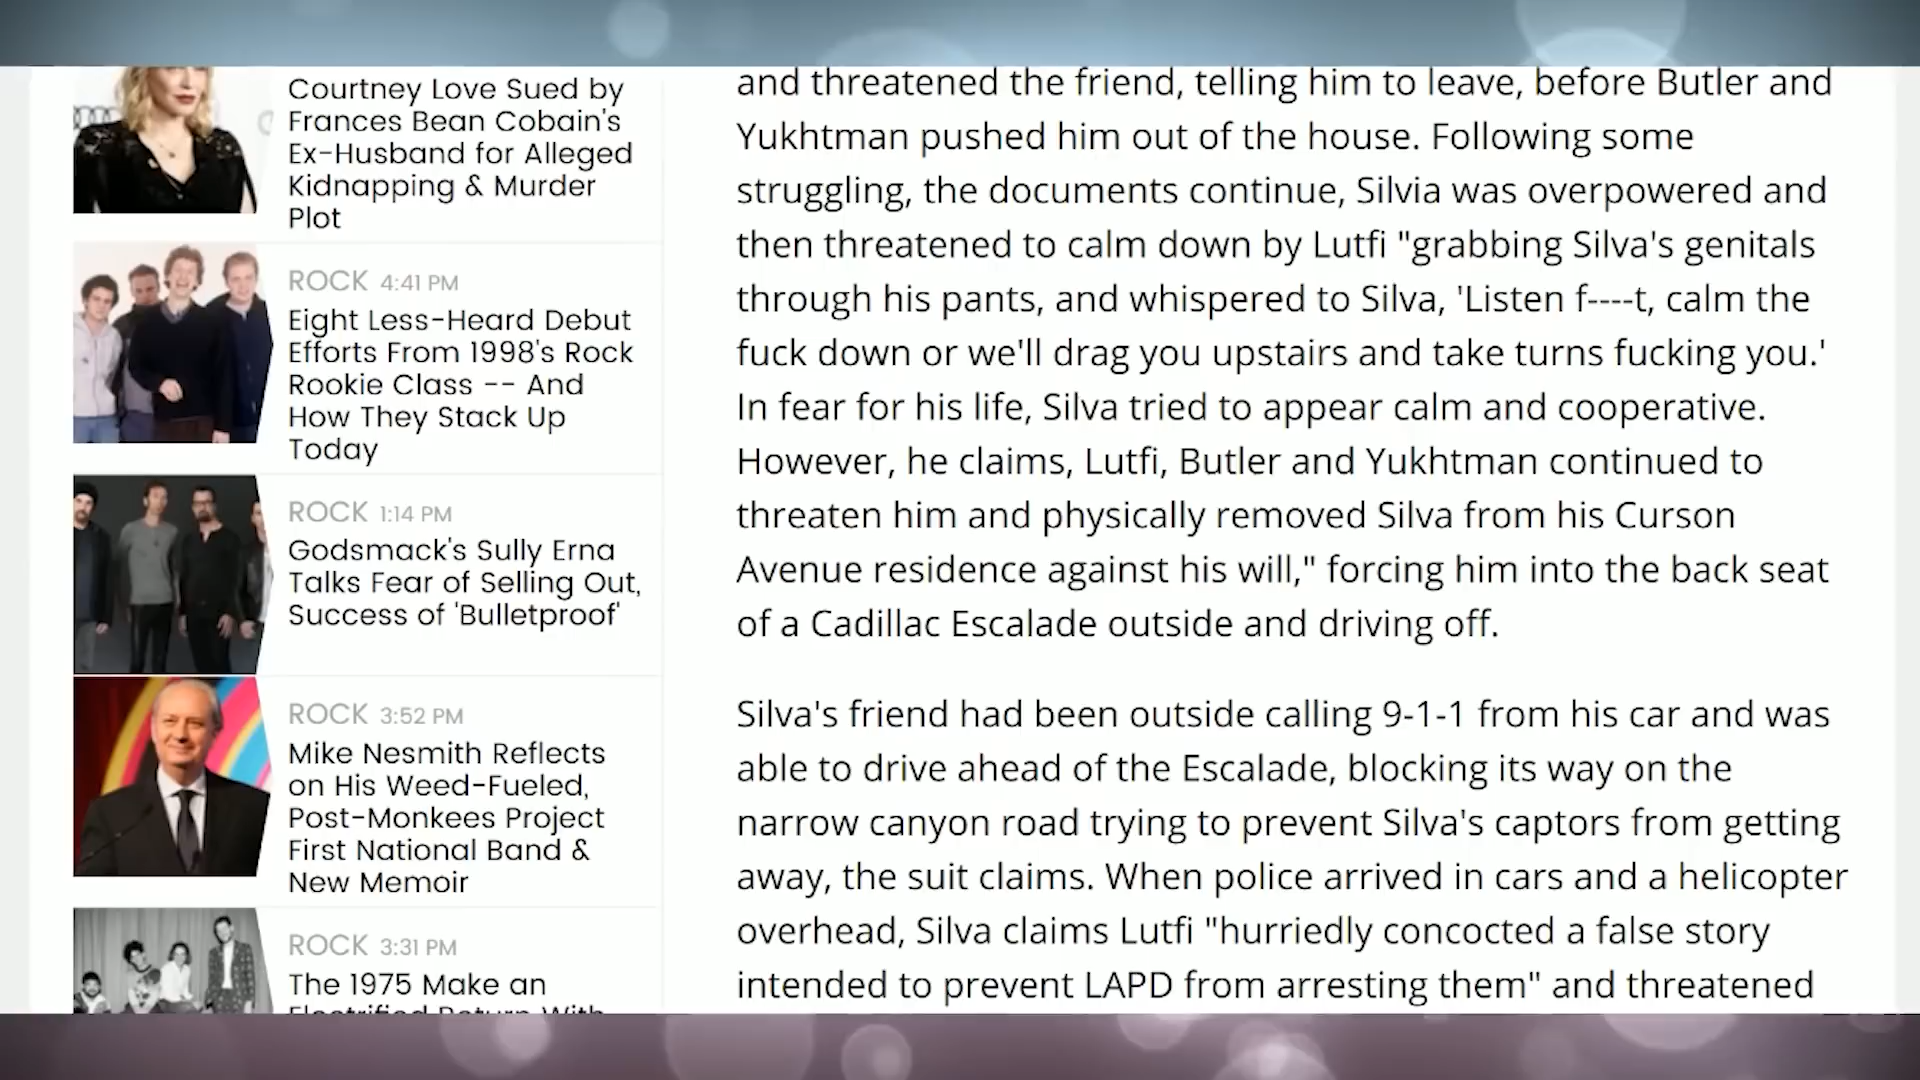 Courtney Love Sued by
Frances Bean Cobain's
Ex-Husband for Alleged
Kidnapping & Murder
Plot
ROCK 4:41 PM
Eight Less-Heard Debut
Efforts From 1998's Rock
Rookie Class -- And
How They Stack Up
Today
ROCK 1:14 PM
Godsmack's Sully Erna
Talks Fear of Selling Out,
Success of 'Bulletproof'
ROCK 3:52 PM
Mike Nesmith Reflects
on His Weed-Fueled,
Post-Monkees Project
First National Band &
New Memoir
ROCK 3:31 PM
The 1975 Make an
Electrified Return With
and threatened the friend, telling him to leave, before Butler and
Yukhtman pushed him out of the house. Following some
struggling, the documents continue, Silvia was overpowered and
then threatened to calm down by Lutfi "grabbing Silva's genitals
through his pants, and whispered to Silva, 'Listen f----t, calm the
fuck down or we'll drag you upstairs and take turns fucking you.'
In fear for his life, Silva tried to appear calm and cooperative.
However, he claims, Lutfi, Butler and Yukhtman continued to
threaten him and physically removed Silva from his Curson
Avenue residence against his will," forcing him into the back seat
of a Cadillac Escalade outside and driving off.
Silva's friend had been outside calling 9-1-1 from his car and was
able to drive ahead of the Escalade, blocking its way on the
narrow canyon road trying to prevent Silva's captors from getting
away, the suit claims. When police arrived in cars and a helicopter
overhead, Silva claims Lutfi "hurriedly concocted a false story
intended to prevent LAPD from arresting them" and threatened